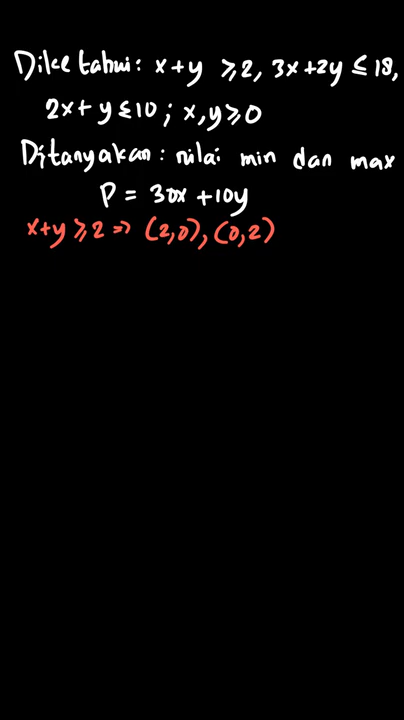 Diketahui: x+y ≥ 2, 3x+2y ≤ 18,
2x + y ≤ 10 ; x,y ≥ 0
Ditanyakan: nilai min dan max
P = 30x + 10y
x+y ≥ 2 => (2,0), (0,2)